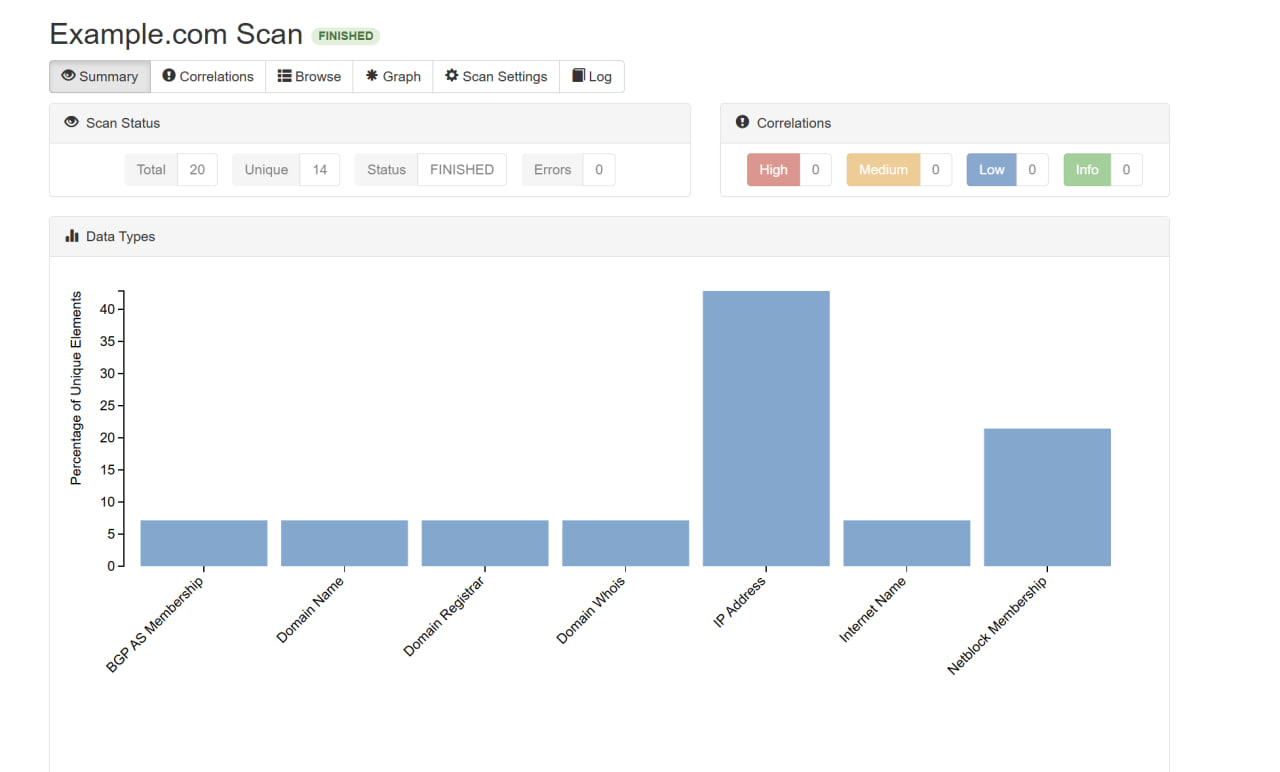 Example.com Scan FINISHED
Summary Correlations Browse Graph Scan Settings Log
Scan Status
Total 20 Unique 14 Status FINISHED Errors 0
Correlations
High 0 Medium 0 Low 0 Info 0
Data Types
Percentage of Unique Elements
40
35
30
25
20
15
10
5
0
BGP AS Membership
Domain Name
Domain Registrar
Domain Whois
IP Address
Internet Name
Netblock Membership